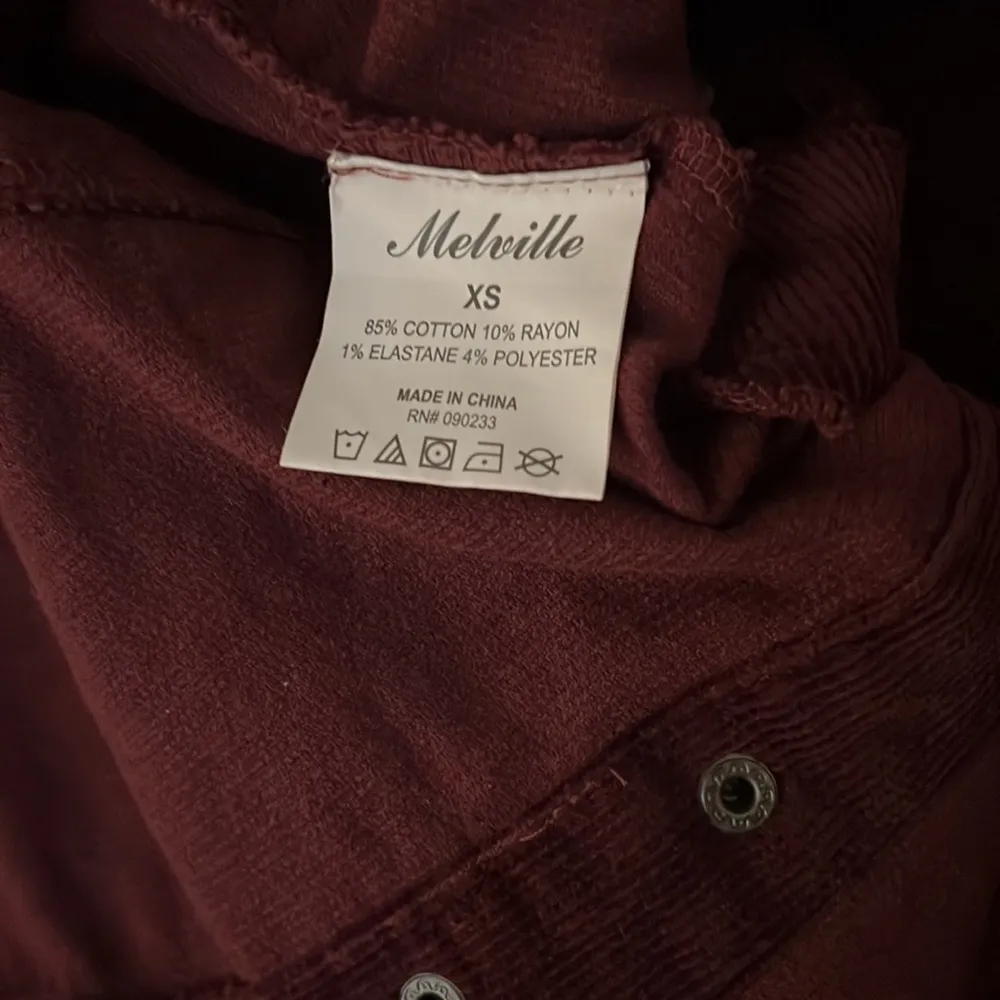 Melville
XS
85% COTTON 10% RAYON
1% ELASTANE 4% POLYESTER
MADE IN CHINA
RN# 090233